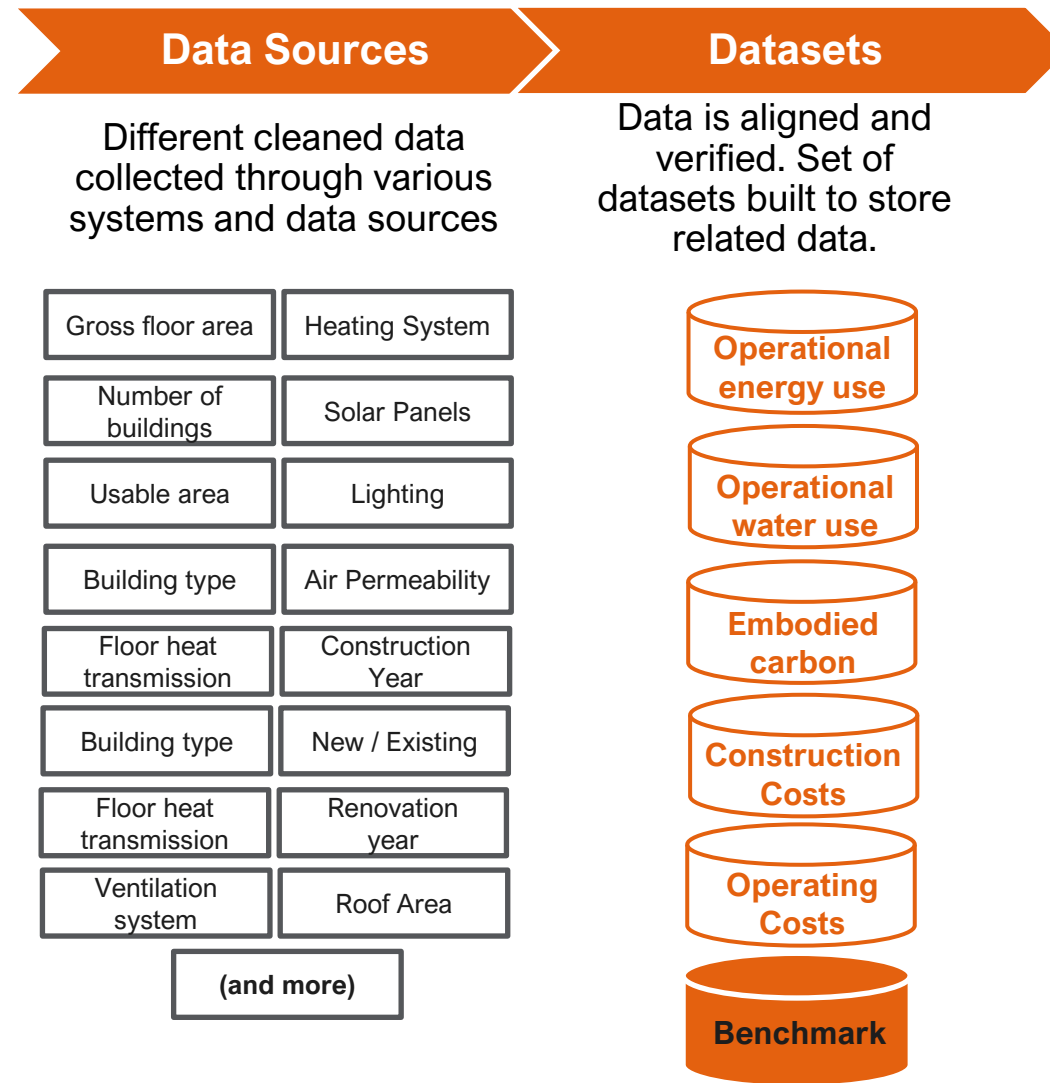 Data Sources
Datasets
Different cleaned data
collected through various
systems and data sources
Data is aligned and
verified. Set of
datasets built to store
related data.
Gross floor area
Heating System
Number of
buildings
Solar Panels
Usable area
Lighting
Building type
Air Permeability
Floor heat
transmission
Construction
Year
Building type
New / Existing
Floor heat
transmission
Renovation
year
Ventilation
system
Roof Area
(and more)
Operational
energy use
Operational
water use
Embodied
carbon
Construction
Costs
Operating
Costs
Benchmark